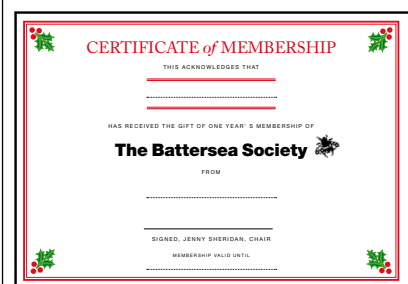 CERTIFICATE of MEMBERSHIP
THIS ACKNOWLEDGES THAT
HAS RECEIVED THE GIFT OF ONE YEAR' S MEMBERSHIP OF
The Battersea Society
FROM
SIGNED, JENNY SHERIDAN, CHAIR
MEMBERSHIP VALID UNTIL